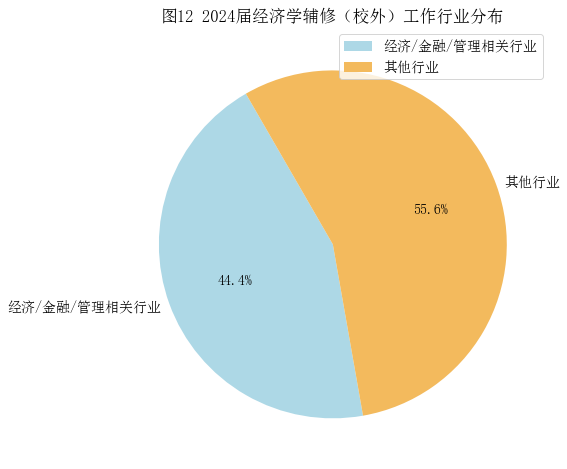 图12 2024届经济学辅修（校外）工作行业分布
经济/金融/管理相关行业
其他行业
其他行业
55.6%
44.4%
经济/金融/管理相关行业